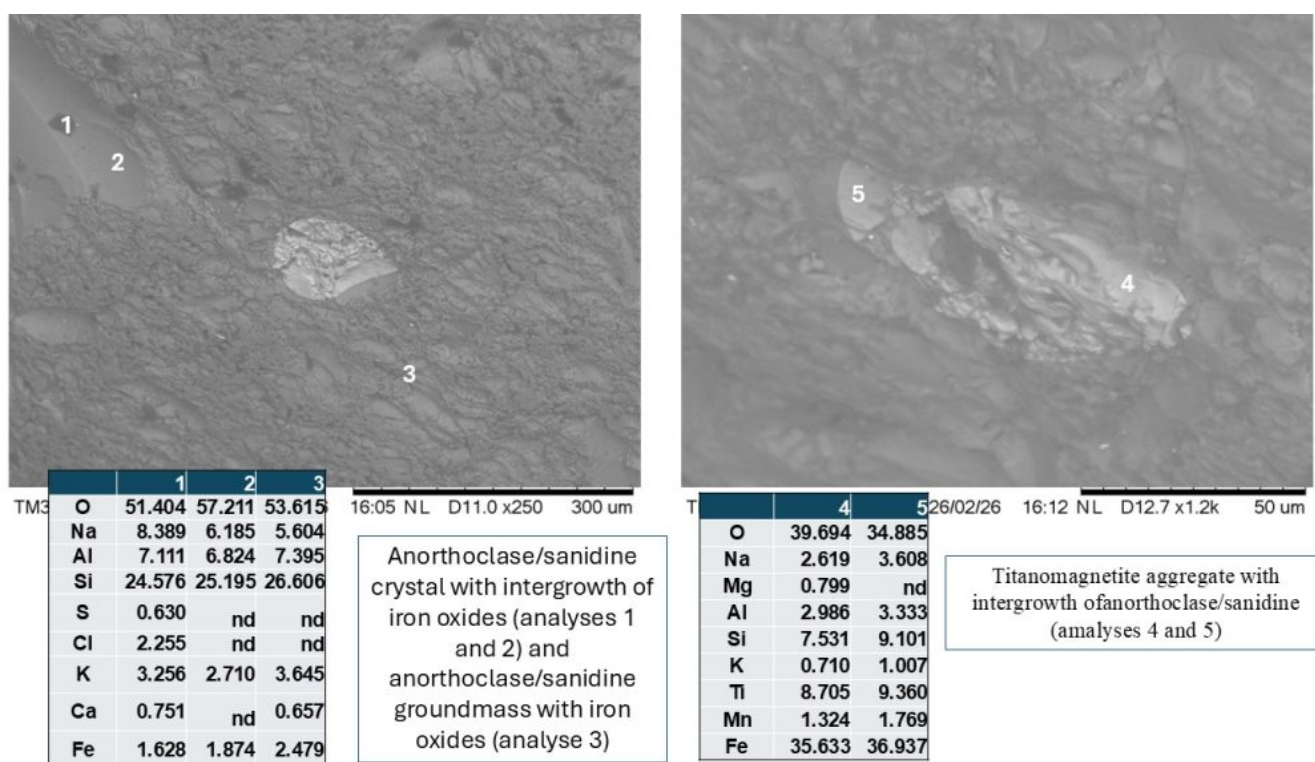 1
2
3
5
4
TM3
16:05 NL D11.0 x250 300 um
T
26/02/26 16:12 NL D12.7 x1.2k 50 um
1 2 3
O 51.404 57.211 53.615
Na 8.389 6.185 5.604
Al 7.111 6.824 7.395
Si 24.576 25.195 26.606
S 0.630 nd nd
Cl 2.255 nd nd
K 3.256 2.710 3.645
Ca 0.751 nd 0.657
Fe 1.628 1.874 2.479
Anorthoclase/sanidine
crystal with intergrowth of
iron oxides (analyses 1
and 2) and
anorthoclase/sanidine
groundmass with iron
oxides (analyse 3)
4 5
O 39.694 34.885
Na 2.619 3.608
Mg 0.799 nd
Al 2.986 3.333
Si 7.531 9.101
K 0.710 1.007
Ti 8.705 9.360
Mn 1.324 1.769
Fe 35.633 36.937
Titanomagnetite aggregate with
intergrowth ofanorthoclase/sanidine
(amalyses 4 and 5)